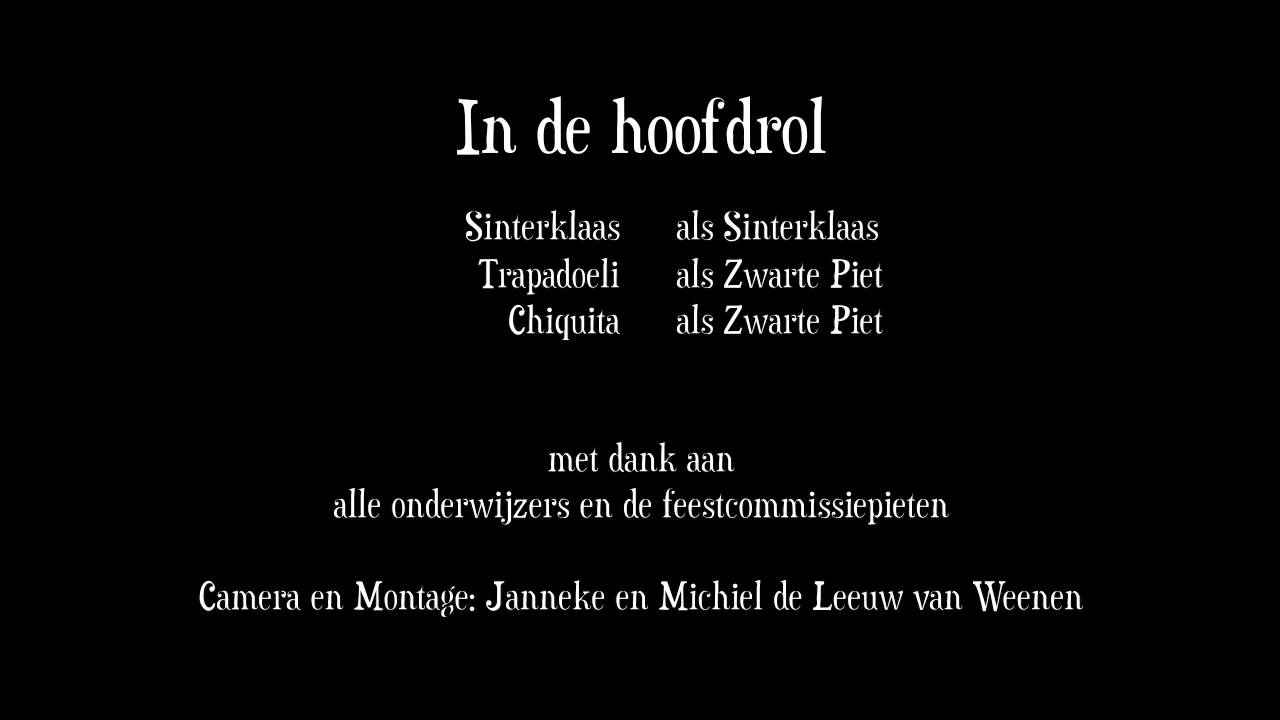 In de hoofdrol
Sinterklaas als Sinterklaas
Trapadoeli als Zwarte Piet
Chiquita als Zwarte Piet
met dank aan
alle onderwijzers en de feestcommissiepieten
Camera en Montage: Janneke en Michiel de Leeuw van Weenen